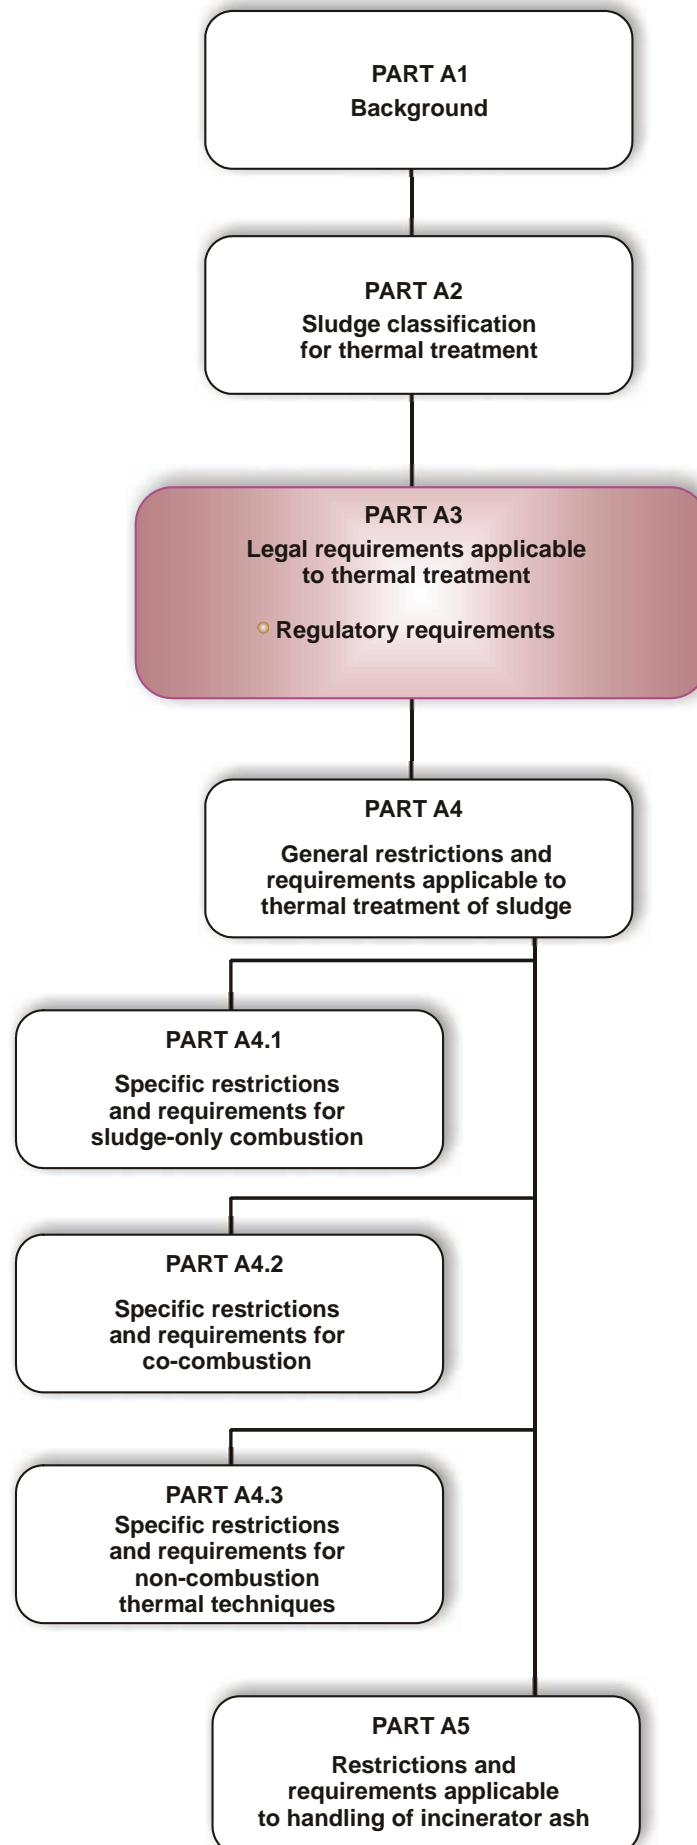 PART A1
Background
PART A2
Sludge classification
for thermal treatment
PART A3
Legal requirements applicable
to thermal treatment
Regulatory requirements
PART A4
General restrictions and
requirements applicable to
thermal treatment of sludge
PART A4.1
Specific restrictions
and requirements for
sludge-only combustion
PART A4.2
Specific restrictions
and requirements for
co-combustion
PART A4.3
Specific restrictions
and requirements for
non-combustion
thermal techniques
PART A5
Restrictions and
requirements applicable
to handling of incinerator ash